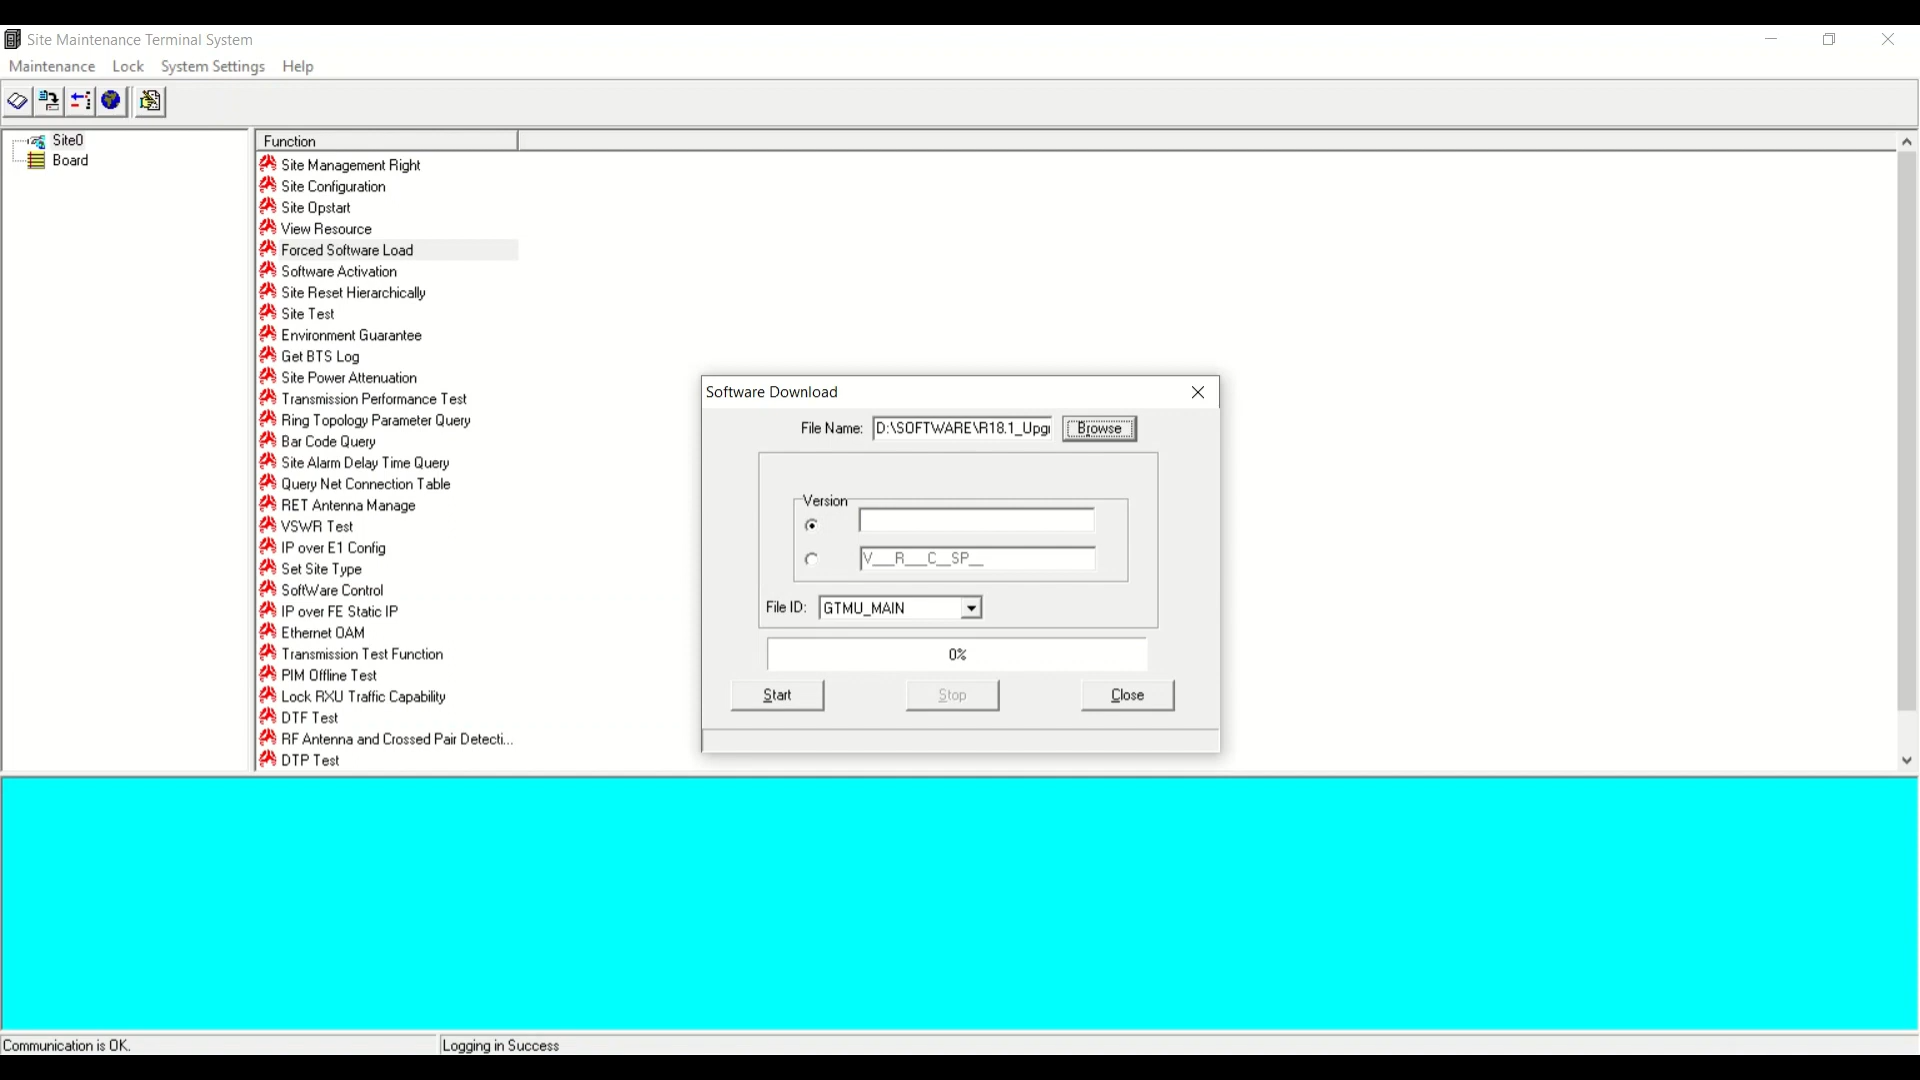 Site Maintenance Terminal System
Maintenance Lock System Settings Help
Site0
Board
Function
Site Management Right
Site Configuration
Site Opstart
View Resource
Forced Software Load
Software Activation
Site Reset Hierarchically
Site Test
Environment Guarantee
Get BTS Log
Site Power Attenuation
Transmission Performance Test
Ring Topology Parameter Query
Bar Code Query
Site Alarm Delay Time Query
Query Net Connection Table
RET Antenna Manage
VSWR Test
IP over E1 Config
Set Site Type
SoftWare Control
IP over FE Static IP
Ethernet OAM
Transmission Test Function
PIM Offline Test
Lock RXU Traffic Capability
DTF Test
RF Antenna and Crossed Pair Detecti...
DTP Test
Software Download
File Name: D:\SOFTWARE\R18.1_Upgr Browse
Version
V___R___C__SP__
File ID: GTMU_MAIN
0%
Start Stop Close
Communication is OK. Logging in Success